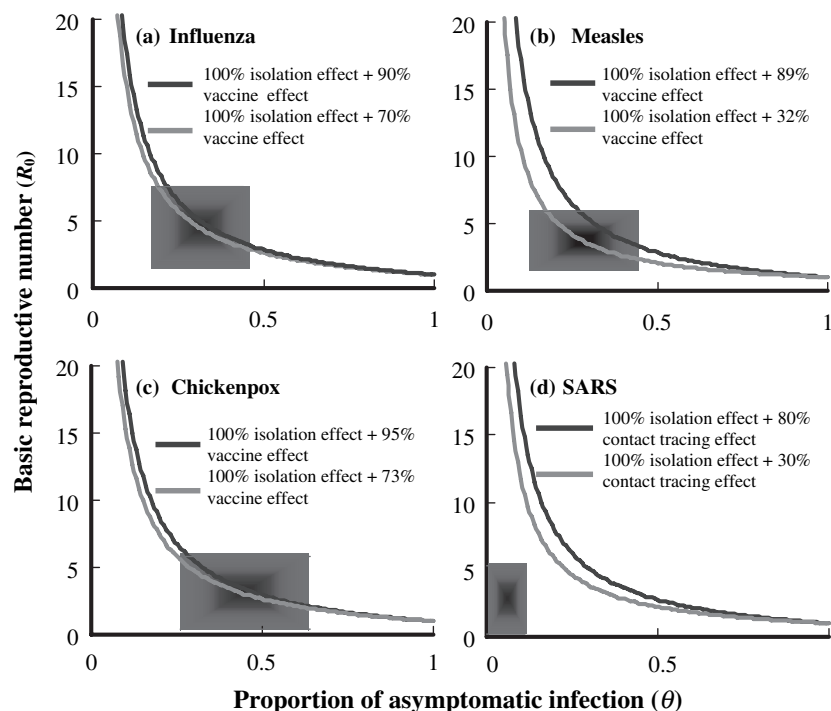 Basic reproductive number (R₀)
20
15
10
5
0
0
0.5
1
(a) Influenza
100% isolation effect + 90%
vaccine effect
100% isolation effect + 70%
vaccine effect
20
15
10
5
0
0
0.5
1
(b) Measles
100% isolation effect + 89%
vaccine effect
100% isolation effect + 32%
vaccine effect
20
15
10
5
0
0
0.5
1
(c) Chickenpox
100% isolation effect + 95%
vaccine effect
100% isolation effect + 73%
vaccine effect
20
15
10
5
0
0
0.5
1
(d) SARS
100% isolation effect + 80%
contact tracing effect
100% isolation effect + 30%
contact tracing effect
Proportion of asymptomatic infection (θ)